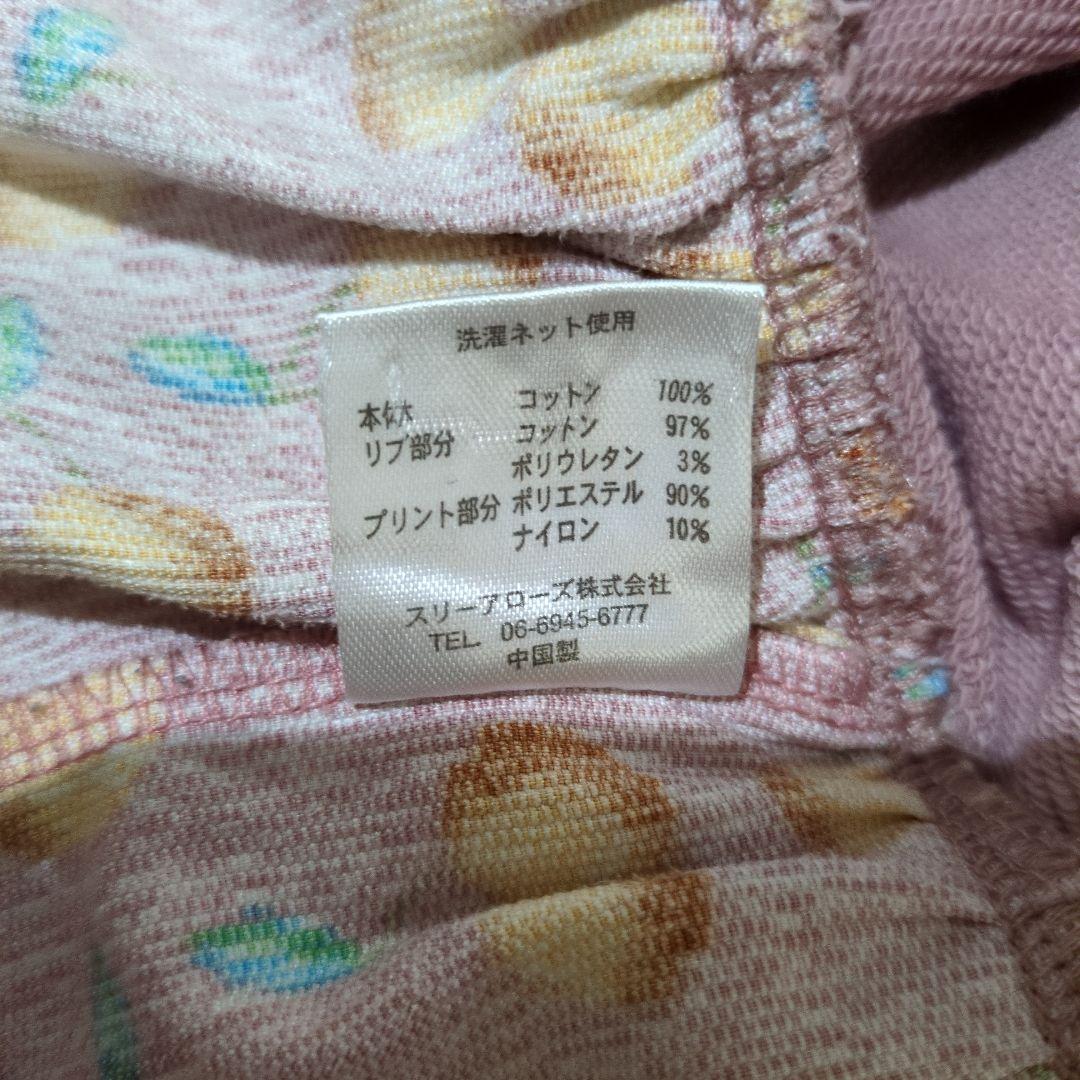 洗濯ネット使用
本体 コットン 100%
リブ部分 コットン 97%
ポリウレタン 3%
プリント部分 ポリエステル 90%
ナイロン 10%
スリーアローズ株式会社
TEL 06-6945-6777
中国製